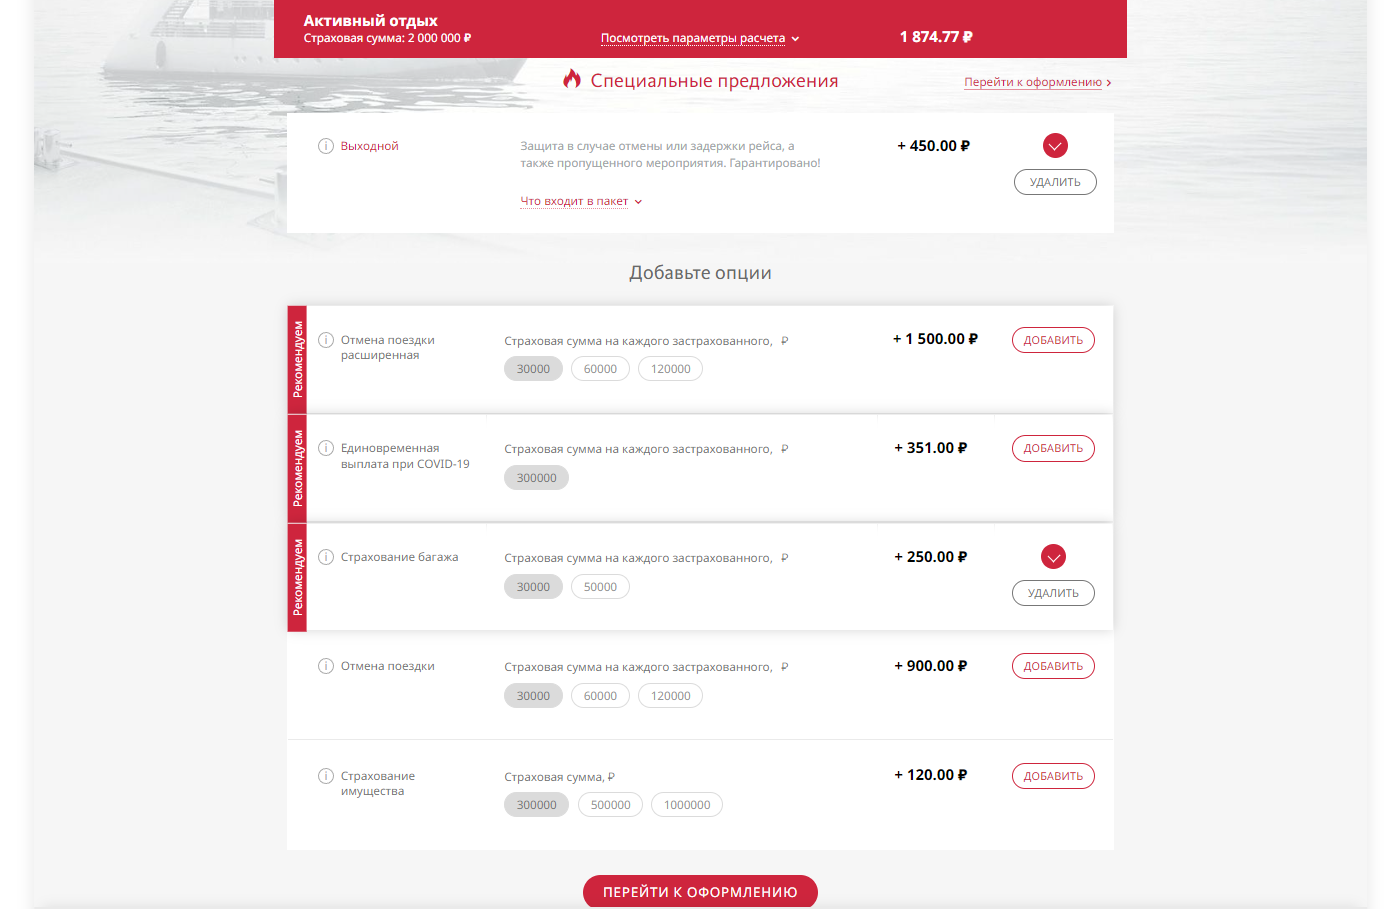 Активный отдых
Страховая сумма: 2 000 000 ₽
Посмотреть параметры расчета
1 874.77 ₽
Специальные предложения
Перейти к оформлению
Выходной
Защита в случае отмены или задержки рейса, а
также пропущенного мероприятия. Гарантировано!
Что входит в пакет
+ 450.00 ₽
УДАЛИТЬ
Добавьте опции
Рекомендуем
Отмена поездки
расширенная
Страховая сумма на каждого застрахованного, ₽
30000 60000 120000
+ 1 500.00 ₽
ДОБАВИТЬ
Рекомендуем
Единовременная
выплата при COVID-19
Страховая сумма на каждого застрахованного, ₽
300000
+ 351.00 ₽
ДОБАВИТЬ
Рекомендуем
Страхование багажа
Страховая сумма на каждого застрахованного, ₽
30000 50000
+ 250.00 ₽
УДАЛИТЬ
Отмена поездки
Страховая сумма на каждого застрахованного, ₽
30000 60000 120000
+ 900.00 ₽
ДОБАВИТЬ
Страхование
имущества
Страховая сумма, ₽
300000 500000 1000000
+ 120.00 ₽
ДОБАВИТЬ
ПЕРЕЙТИ К ОФОРМЛЕНИЮ